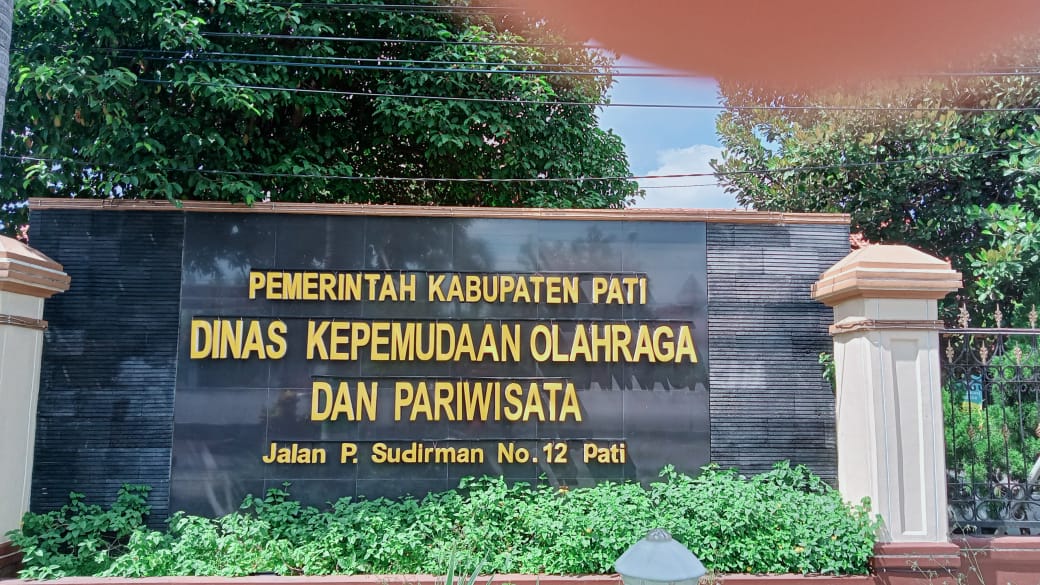 PEMERINTAH KABUPATEN PATI
DINAS KEPEMUDAAN OLAHRAGA
DAN PARIWISATA
Jalan P. Sudirman No. 12 Pati